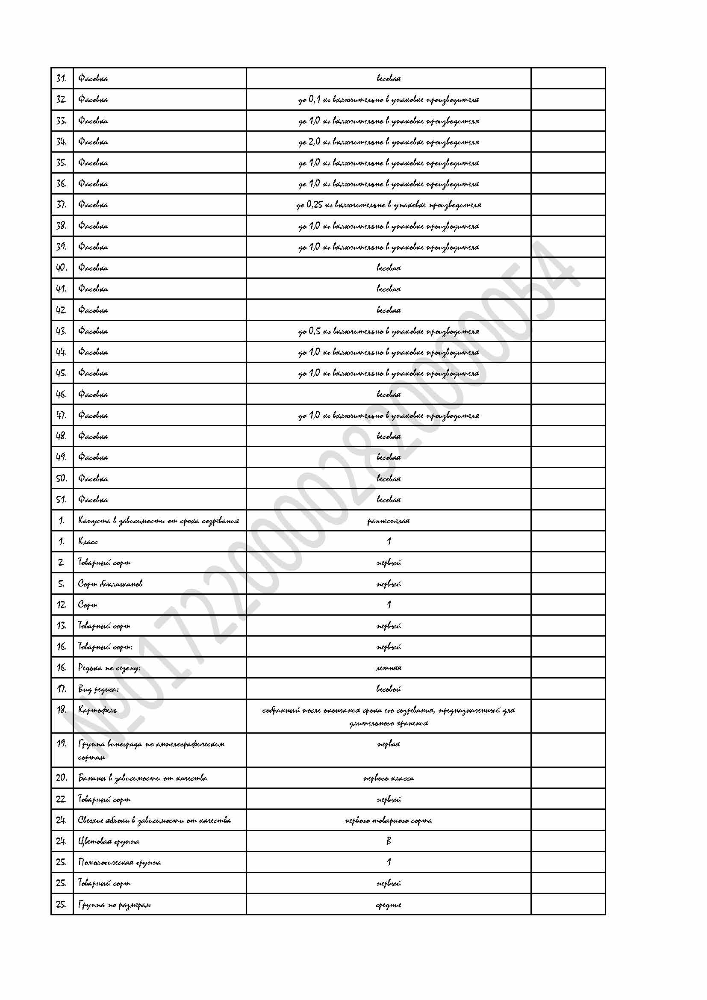 31. Фасовка весовая
32. Фасовка до 0,1 кг включительно в упаковке производителя
33. Фасовка до 1,0 кг включительно в упаковке производителя
34. Фасовка до 2,0 кг включительно в упаковке производителя
35. Фасовка до 1,0 кг включительно в упаковке производителя
36. Фасовка до 1,0 кг включительно в упаковке производителя
37. Фасовка до 0,25 кг включительно в упаковке производителя
38. Фасовка до 1,0 кг включительно в упаковке производителя
39. Фасовка до 1,0 кг включительно в упаковке производителя
40. Фасовка весовая
41. Фасовка весовая
42. Фасовка весовая
43. Фасовка до 0,5 кг включительно в упаковке производителя
44. Фасовка до 1,0 кг включительно в упаковке производителя
45. Фасовка до 1,0 кг включительно в упаковке производителя
46. Фасовка весовая
47. Фасовка до 1,0 кг включительно в упаковке производителя
48. Фасовка весовая
49. Фасовка весовая
50. Фасовка весовая
51. Фасовка весовая
1. Капуста в зависимости от срока созревания раннеспелая
1. Класс 1
2. Товарный сорт первый
5. Сорт баклажанов первый
12. Сорт 1
13. Товарный сорт первый
16. Товарный сорт: первый
16. Редька по сезону: летняя
17. Вид редиса: весовой
18. Картофель собранный после окончания срока его созревания, предназначенный для
длительного хранения
19. Группа винограда по ампелографическим первая
сортам
20. Бананы в зависимости от качества первого класса
22. Товарный сорт первый
24. Свежие яблоки в зависимости от качества первого товарного сорта
24. Цветовая группа В
25. Помологическая группа 1
25. Товарный сорт первый
25. Группа по размерам средние
№0172200002820000054